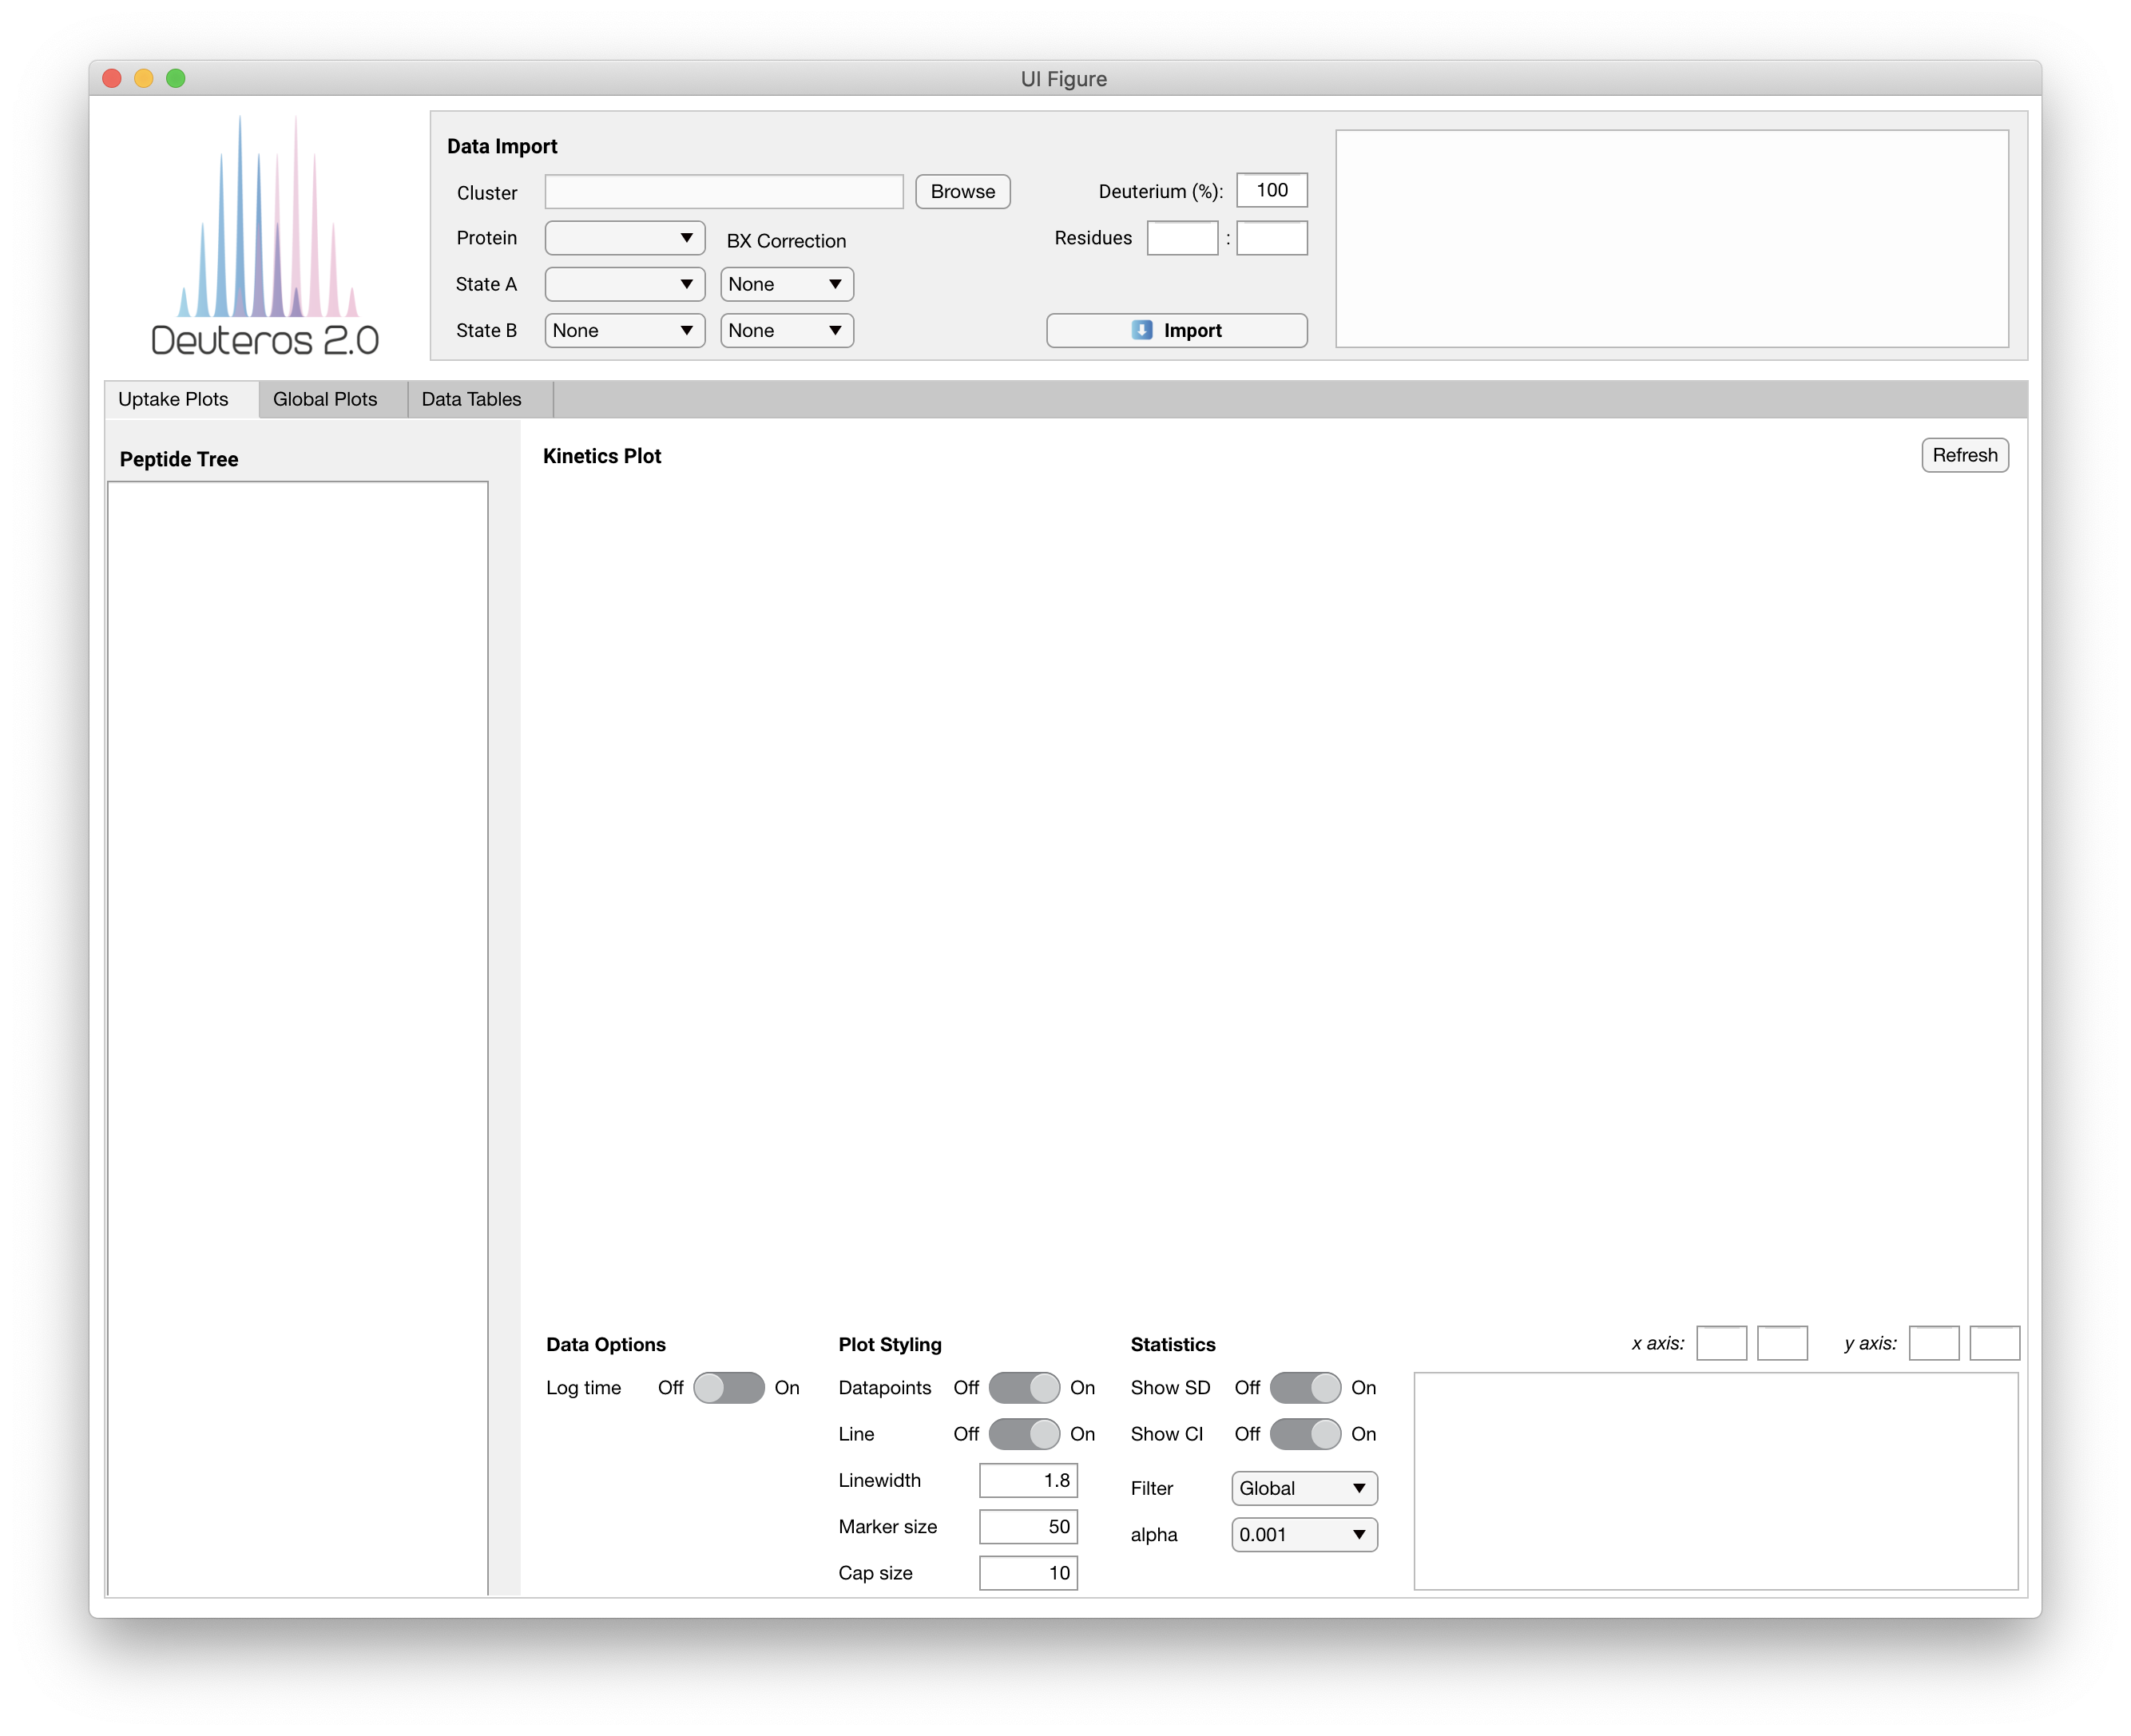 UI Figure
Deuteros 2.0
Data Import
Cluster Browse Deuterium (%): 100
Protein BX Correction Residues :
State A None
State B None None Import
Uptake Plots Global Plots Data Tables
Peptide Tree Kinetics Plot Refresh
Data Options Plot Styling Statistics x axis: y axis:
Log time Off On Datapoints Off On Show SD Off On
Line Off On Show CI Off On
Linewidth 1.8 Filter Global
Marker size 50 alpha 0.001
Cap size 10